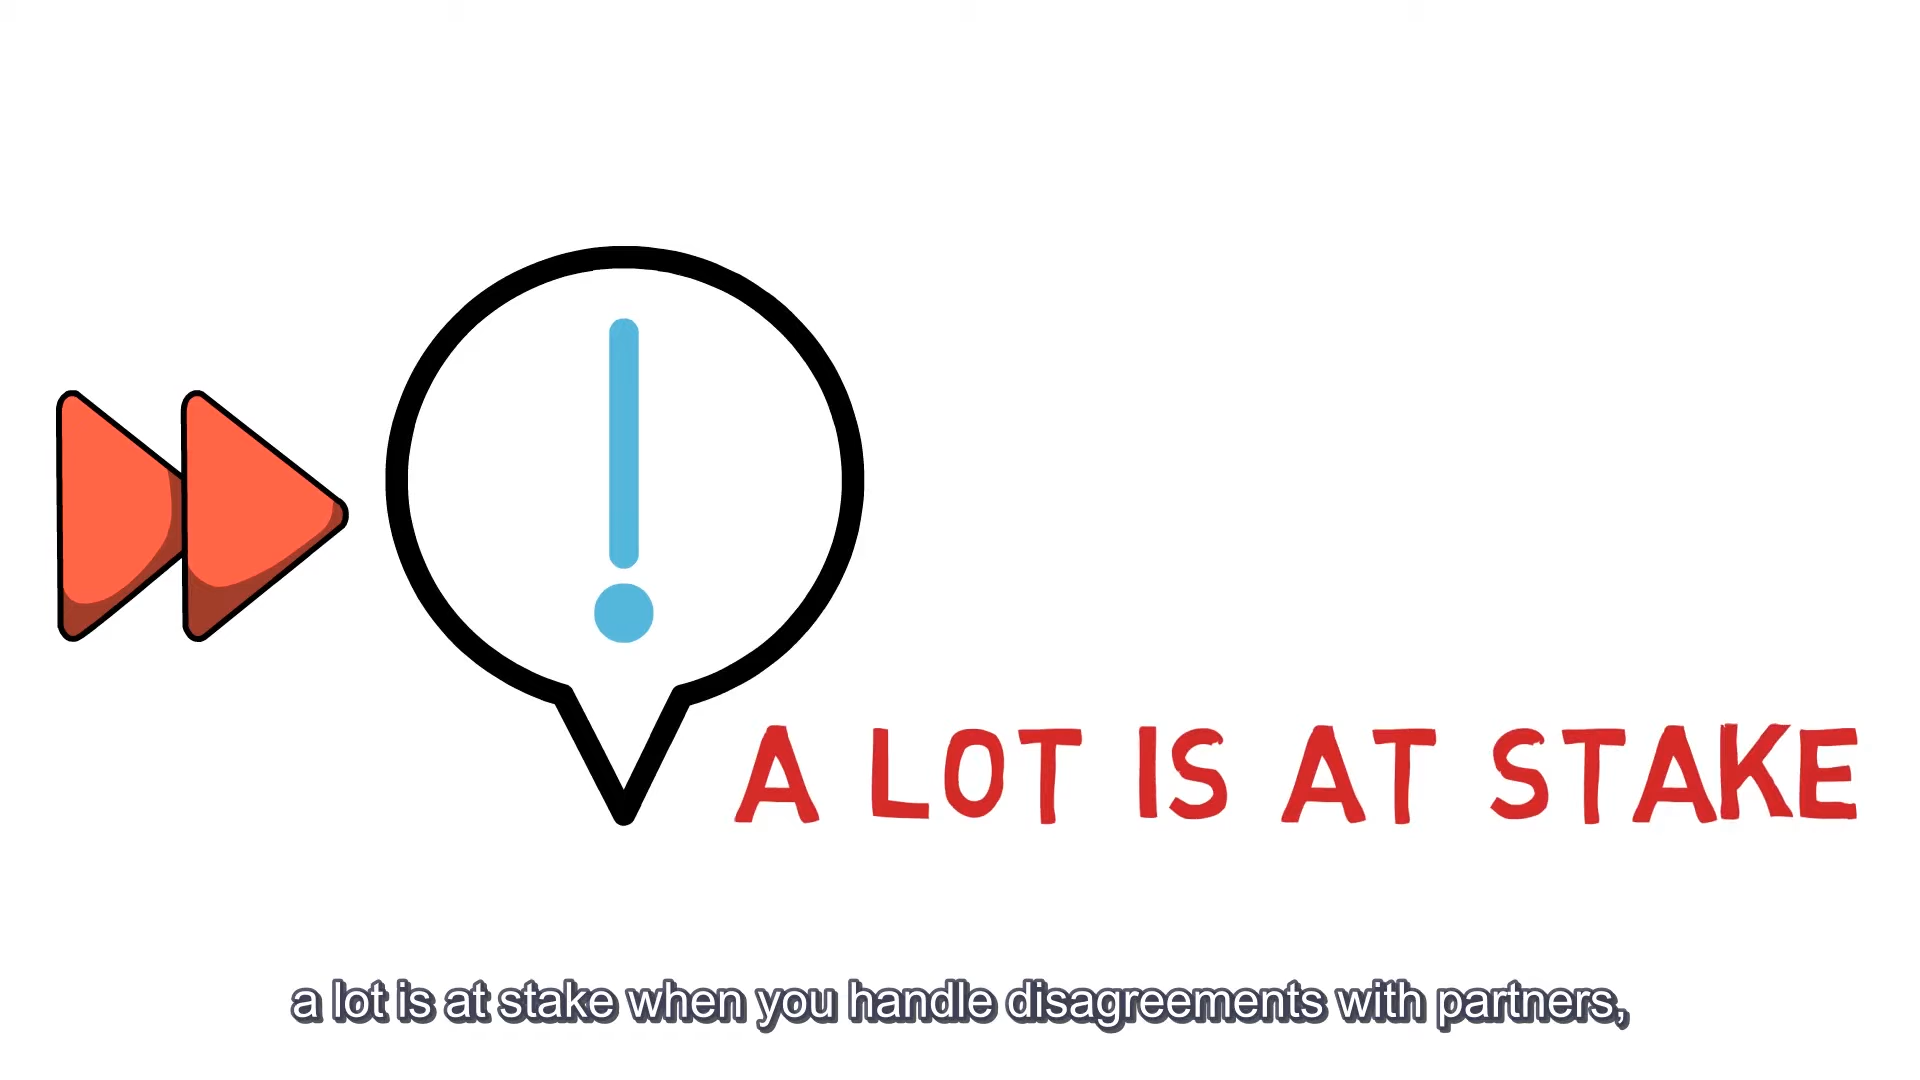 A LOT IS AT STAKE
a lot is at stake when you handle disagreements with partners,